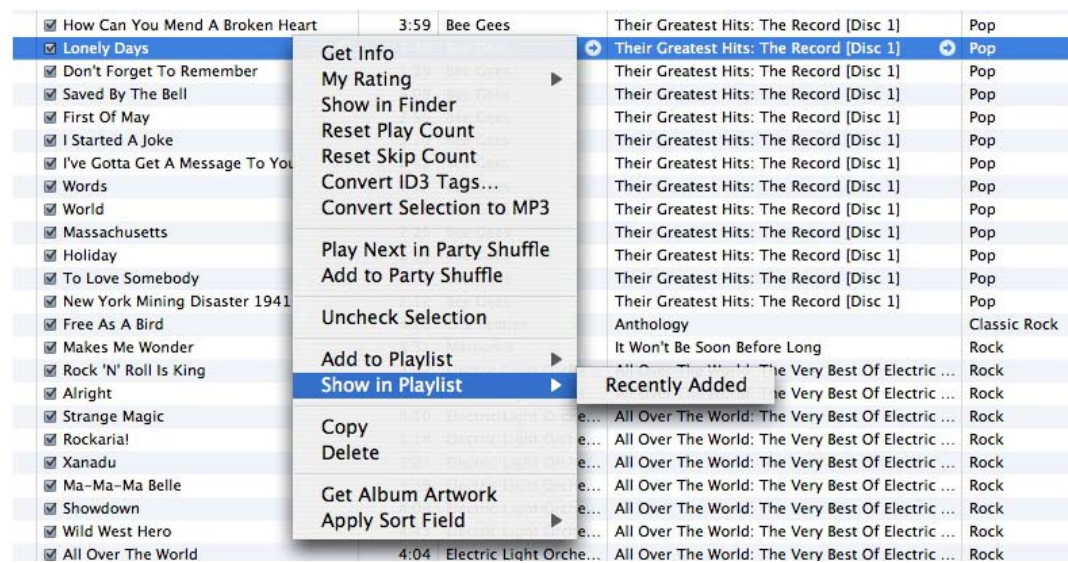 How Can You Mend A Broken Heart 3:59 Bee Gees Their Greatest Hits: The Record [Disc 1] Pop
Lonely Days Their Greatest Hits: The Record [Disc 1] Pop
Don't Forget To Remember Their Greatest Hits: The Record [Disc 1] Pop
Saved By The Bell Their Greatest Hits: The Record [Disc 1] Pop
First Of May Their Greatest Hits: The Record [Disc 1] Pop
I Started A Joke Their Greatest Hits: The Record [Disc 1] Pop
I've Gotta Get A Message To You Their Greatest Hits: The Record [Disc 1] Pop
Words Their Greatest Hits: The Record [Disc 1] Pop
World Their Greatest Hits: The Record [Disc 1] Pop
Massachusetts Their Greatest Hits: The Record [Disc 1] Pop
Holiday Their Greatest Hits: The Record [Disc 1] Pop
To Love Somebody Their Greatest Hits: The Record [Disc 1] Pop
New York Mining Disaster 1941 Their Greatest Hits: The Record [Disc 1] Pop
Free As A Bird Anthology Classic Rock
Makes Me Wonder It Won't Be Soon Before Long Rock
Rock 'N' Roll Is King The Very Best Of Electric ... Rock
Alright The Very Best Of Electric ... Rock
Strange Magic All Over The World: The Very Best Of Electric ... Rock
Rockaria! All Over The World: The Very Best Of Electric ... Rock
Xanadu All Over The World: The Very Best Of Electric ... Rock
Ma-Ma-Ma Belle All Over The World: The Very Best Of Electric ... Rock
Showdown All Over The World: The Very Best Of Electric ... Rock
Wild West Hero All Over The World: The Very Best Of Electric ... Rock
All Over The World 4:04 Electric Light Orche... All Over The World: The Very Best Of Electric ... Rock
Get Info
My Rating
Show in Finder
Reset Play Count
Reset Skip Count
Convert ID3 Tags...
Convert Selection to MP3
Play Next in Party Shuffle
Add to Party Shuffle
Uncheck Selection
Add to Playlist
Show in Playlist
Recently Added
Copy
Delete
Get Album Artwork
Apply Sort Field